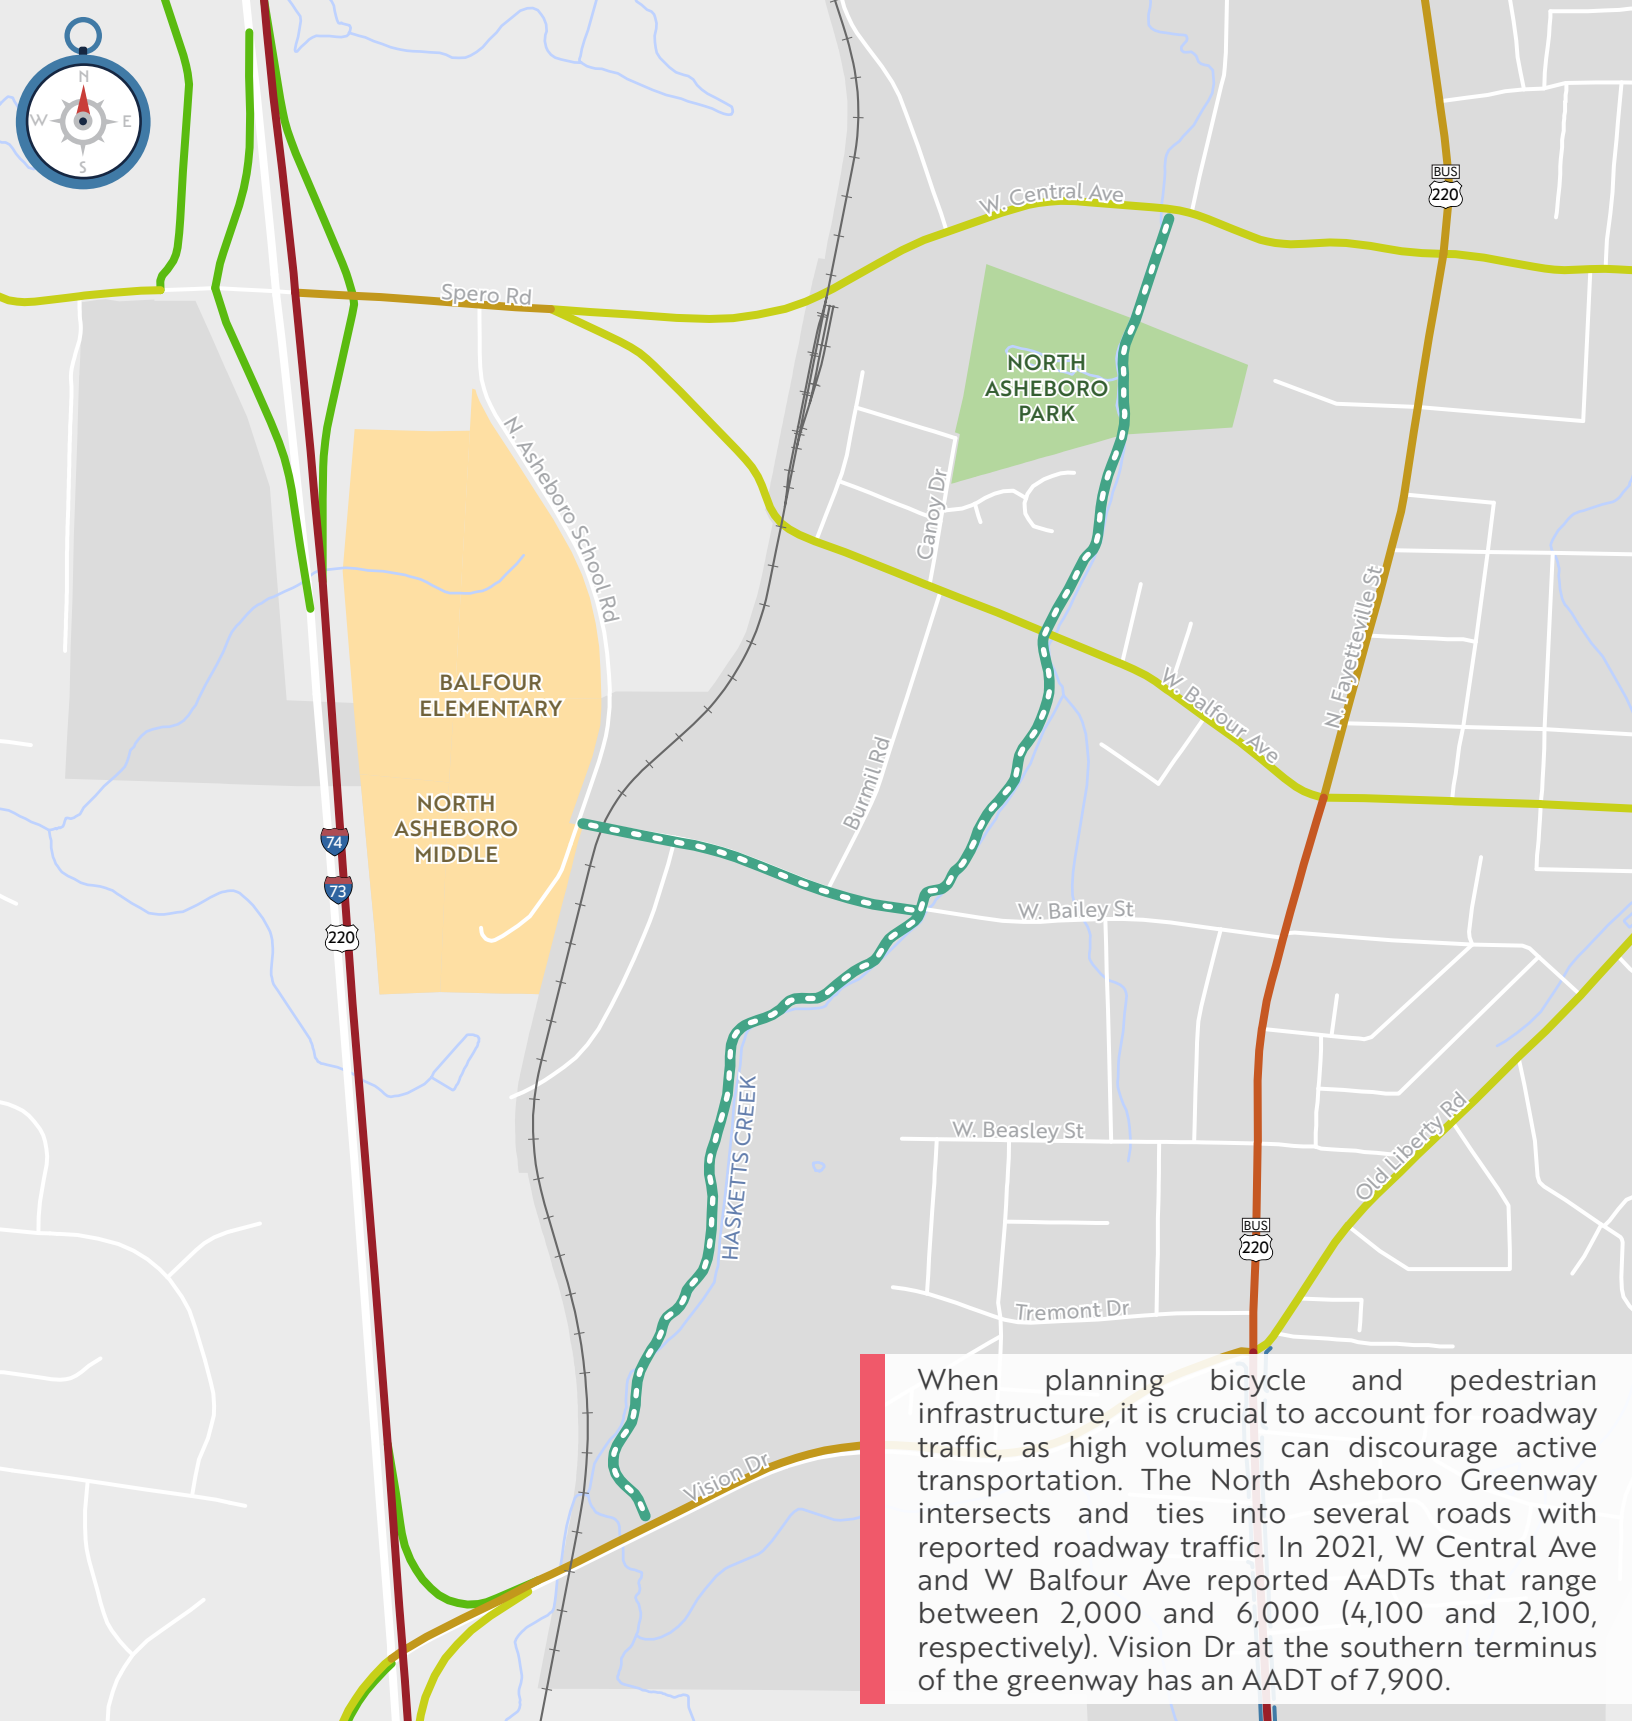 N
W
E
S
W. Central Ave
BUS
220
Spero Rd
NORTH
ASHEBORO
PARK
N. Asheboro School Rd
Canoy Dr
N. Fayetteville St
BALFOUR
ELEMENTARY
W. Balfour Ave
Burmil Rd
NORTH
ASHEBORO
MIDDLE
74
73
220
W. Bailey St
HASKETTS CREEK
W. Beasley St
Old Liberty Rd
BUS
220
Tremont Dr
Vision Dr
When planning bicycle and pedestrian
infrastructure, it is crucial to account for roadway
traffic, as high volumes can discourage active
transportation. The North Asheboro Greenway
intersects and ties into several roads with
reported roadway traffic. In 2021, W Central Ave
and W Balfour Ave reported AADTs that range
between 2,000 and 6,000 (4,100 and 2,100,
respectively). Vision Dr at the southern terminus
of the greenway has an AADT of 7,900.